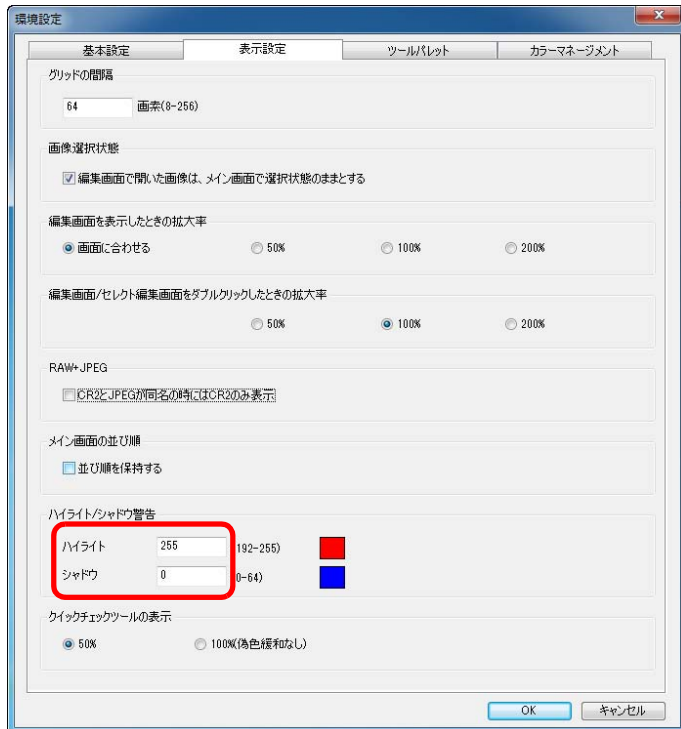 環境設定
基本設定 表示設定 ツールパレット カラーマネージメント
グリッドの間隔
64 画素(8-256)
画像選択状態
編集画面で開いた画像は、メイン画面で選択状態のままとする
編集画面を表示したときの拡大率
画面に合わせる 50% 100% 200%
編集画面/セレクト編集画面をダブルクリックしたときの拡大率
50% 100% 200%
RAW+JPEG
CR2とJPEGが同名の時にはCR2のみ表示
メイン画面の並び順
並び順を保持する
ハイライト/シャドウ警告
ハイライト 255 192-255)
シャドウ 0 0-64)
クイックチェックツールの表示
50% 100%(偽色緩和なし)
OK キャンセル